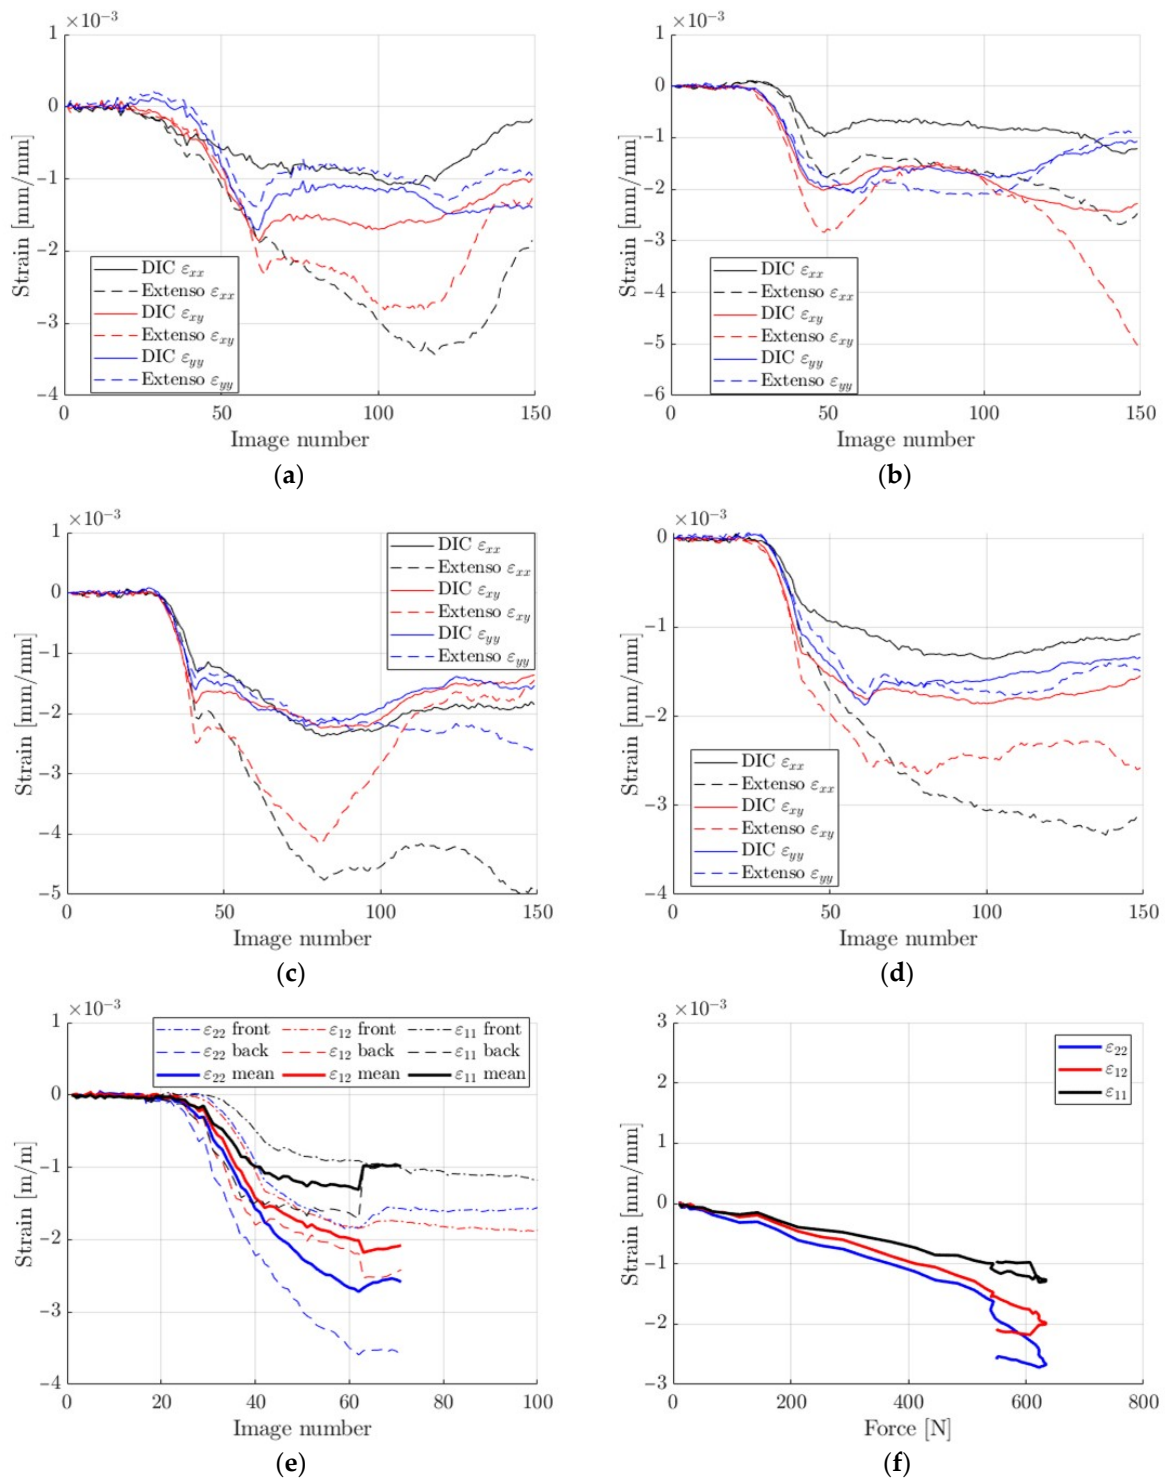 ×10⁻³
1
0
−1
−2
−3
−4
Strain [mm/mm]
DIC εxx
Extenso εxx
DIC εxy
Extenso εxy
DIC εyy
Extenso εyy
0 50 100 150
Image number
(a)
×10⁻³
1
0
−1
−2
−3
−4
−5
−6
Strain [mm/mm]
DIC εxx
Extenso εxx
DIC εxy
Extenso εxy
DIC εyy
Extenso εyy
0 50 100 150
Image number
(b)
×10⁻³
1
0
−1
−2
−3
−4
−5
Strain [mm/mm]
DIC εxx
Extenso εxx
DIC εxy
Extenso εxy
DIC εyy
Extenso εyy
0 50 100 150
Image number
(c)
×10⁻³
0
−1
−2
−3
−4
Strain [mm/mm]
DIC εxx
Extenso εxx
DIC εxy
Extenso εxy
DIC εyy
Extenso εyy
0 50 100 150
Image number
(d)
×10⁻³
1
0
−1
−2
−3
−4
Strain [m/m]
ε22 front ε12 front ε11 front
ε22 back ε12 back ε11 back
ε22 mean ε12 mean ε11 mean
0 20 40 60 80 100
Image number
(e)
×10⁻³
3
2
1
0
−1
−2
−3
Strain [mm/mm]
ε22
ε12
ε11
0 200 400 600 800
Force [N]
(f)